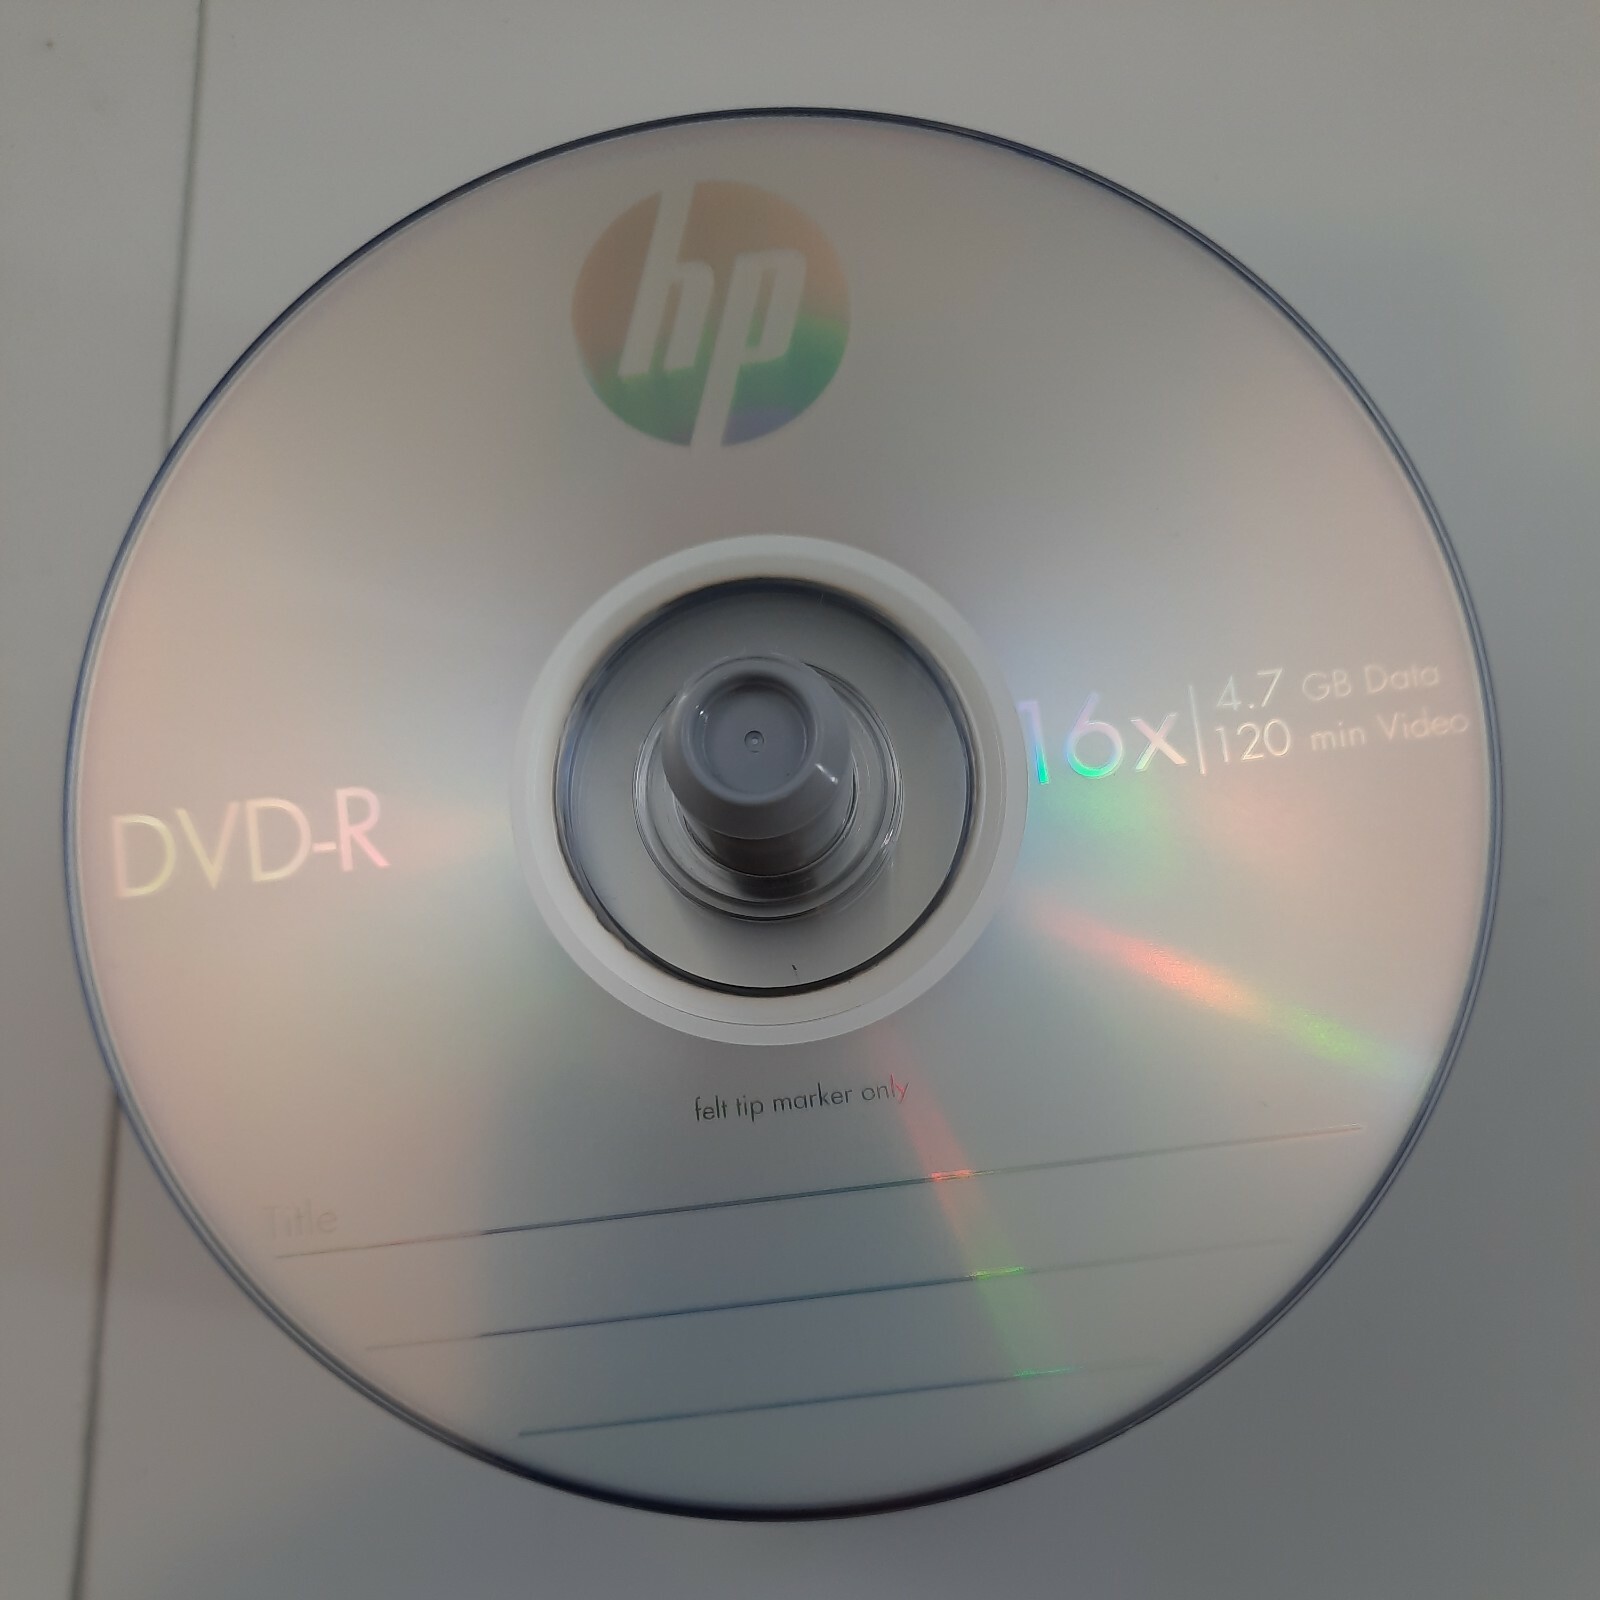 hp
DVD-R
16x
4.7 GB Data
120 min Video
felt tip marker only
Title